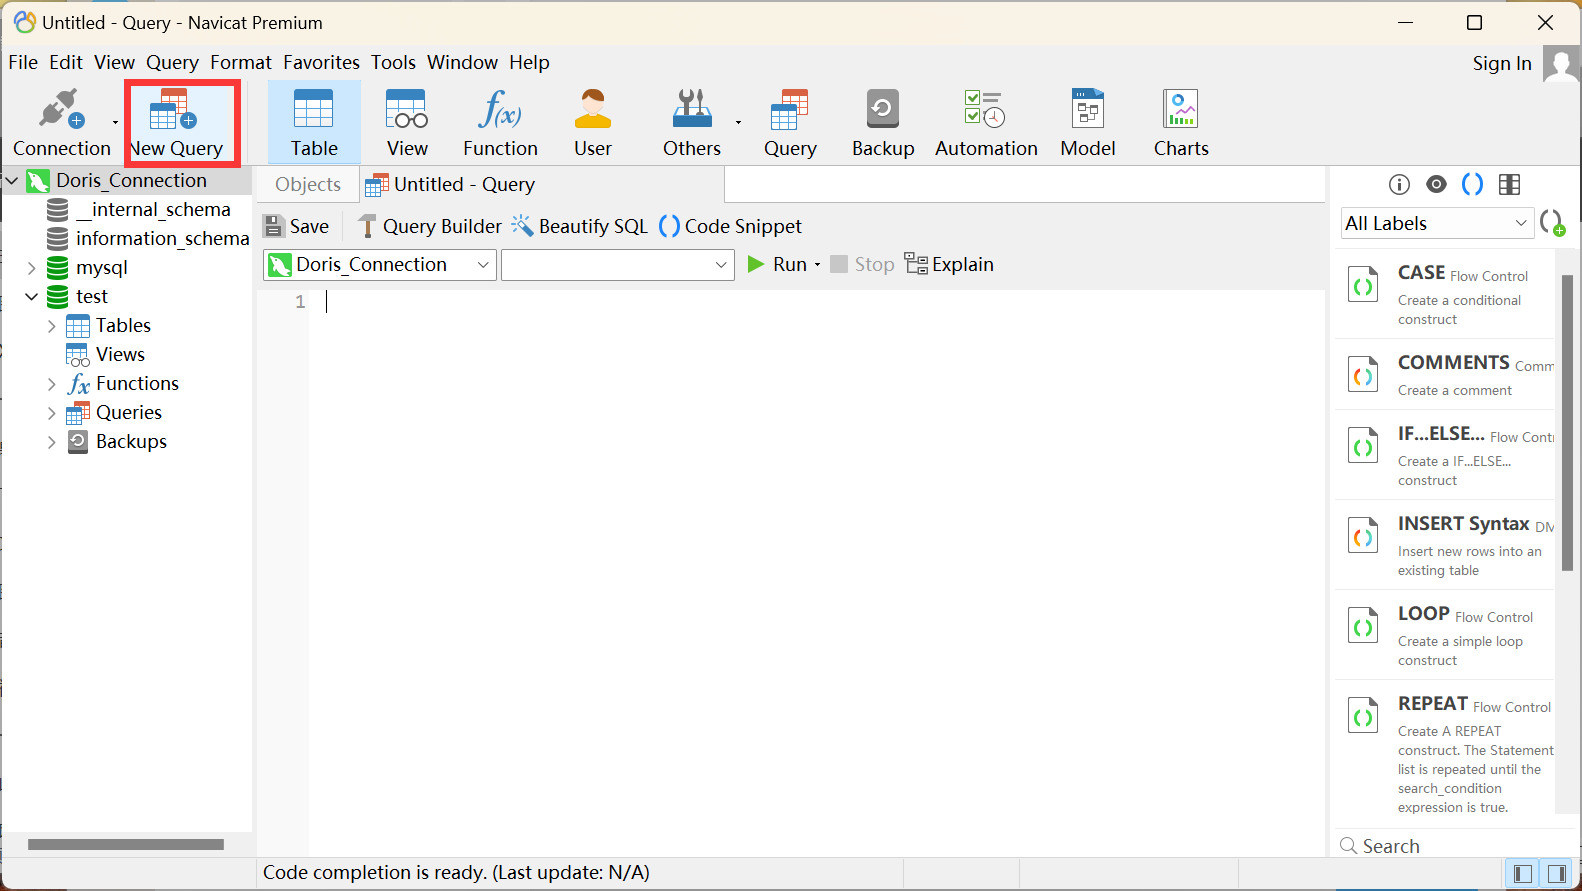 Untitled - Query - Navicat Premium
File Edit View Query Format Favorites Tools Window Help
Sign In
Connection
New Query
Table
View
f(x)
Function
User
Others
Query
Backup
Automation
Model
Charts
Doris_Connection
__internal_schema
information_schema
mysql
test
Tables
Views
fx Functions
Queries
Backups
Objects
Untitled - Query
Save
Query Builder
Beautify SQL
Code Snippet
Doris_Connection
Run
Stop
Explain
1
All Labels
CASE Flow Control
Create a conditional
construct
COMMENTS Comm
Create a comment
IF...ELSE... Flow Contr
Create a IF...ELSE...
construct
INSERT Syntax DM
Insert new rows into an
existing table
LOOP Flow Control
Create a simple loop
construct
REPEAT Flow Control
Create A REPEAT
construct. The Statement
list is repeated until the
search_condition
expression is true.
Search
Code completion is ready. (Last update: N/A)